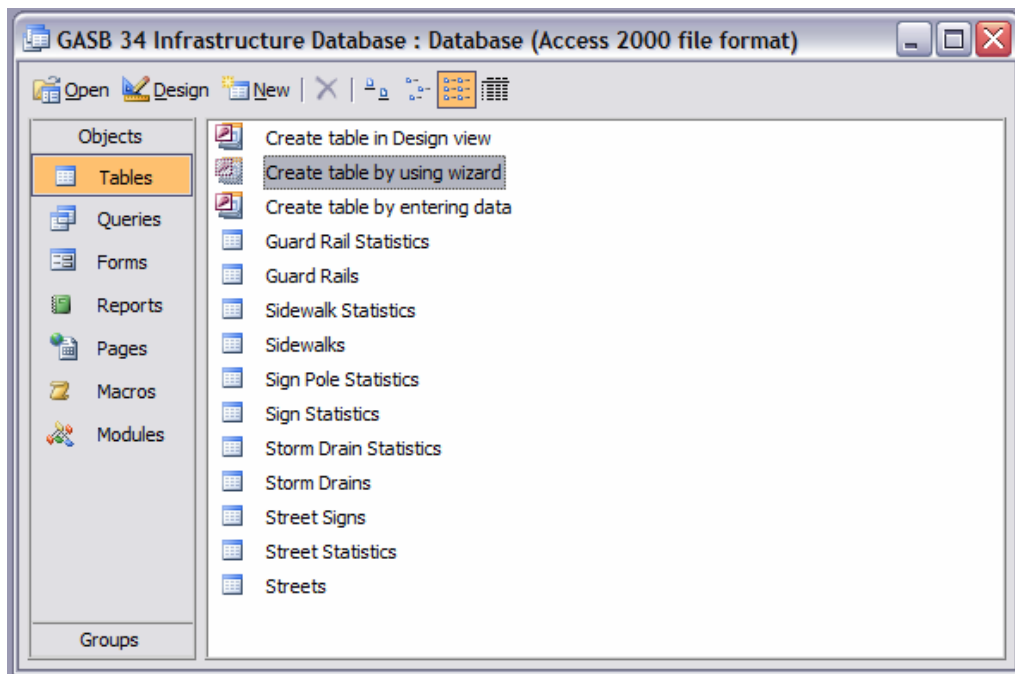 GASB 34 Infrastructure Database : Database (Access 2000 file format)
Open Design New
Objects
Tables
Queries
Forms
Reports
Pages
Macros
Modules
Groups
Create table in Design view
Create table by using wizard
Create table by entering data
Guard Rail Statistics
Guard Rails
Sidewalk Statistics
Sidewalks
Sign Pole Statistics
Sign Statistics
Storm Drain Statistics
Storm Drains
Street Signs
Street Statistics
Streets